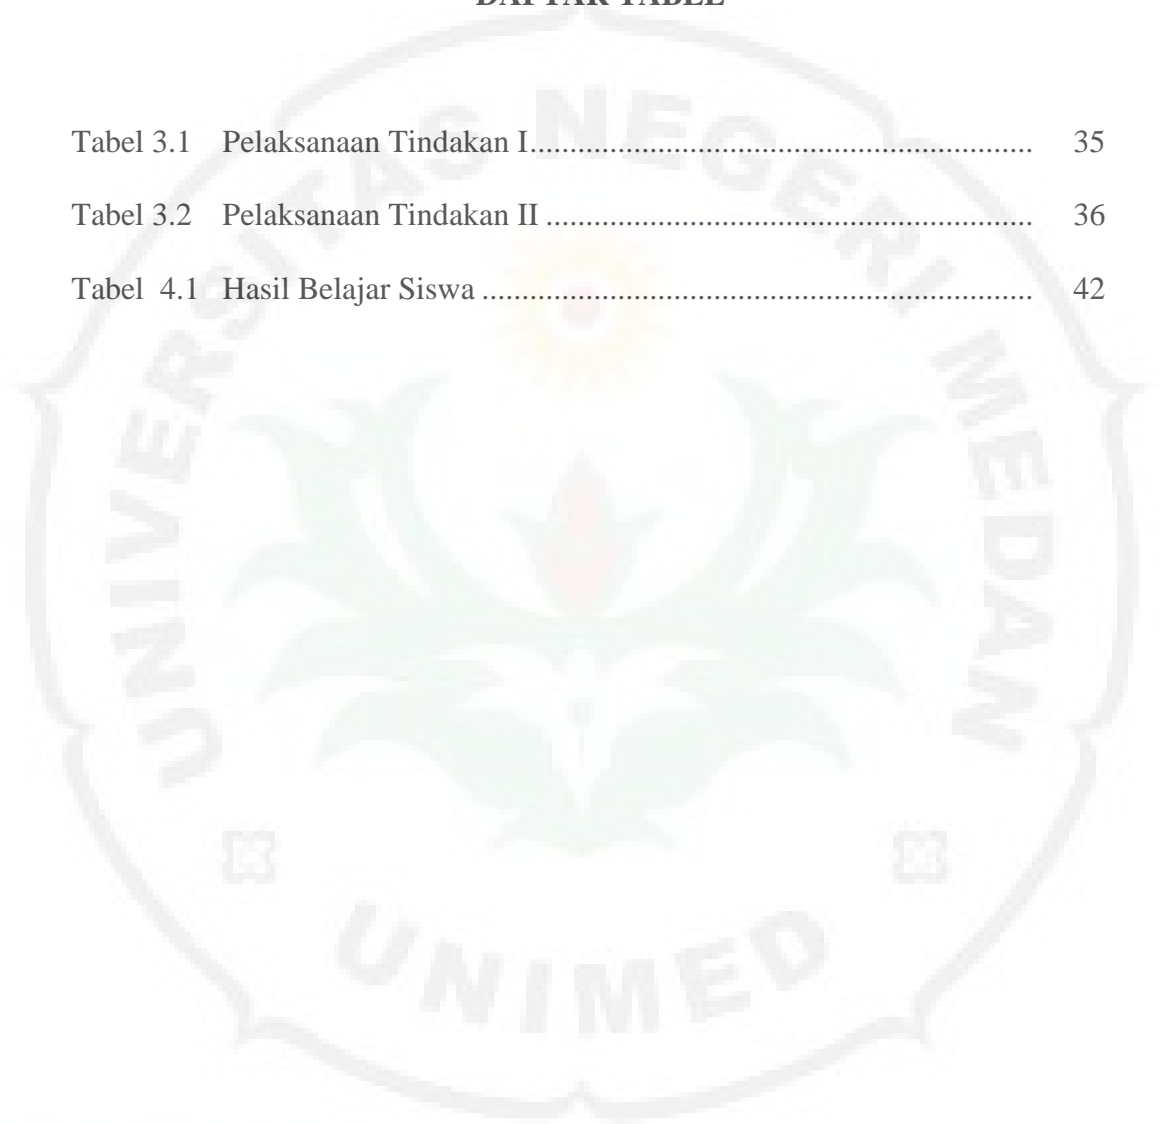 DAFTAR TABEL
Tabel 3.1 Pelaksanaan Tindakan I............................................................... 35
Tabel 3.2 Pelaksanaan Tindakan II ............................................................. 36
Tabel  4.1 Hasil Belajar Siswa ..................................................................... 42
UNIVERSITAS NEGERI MEDAN
UNIMED